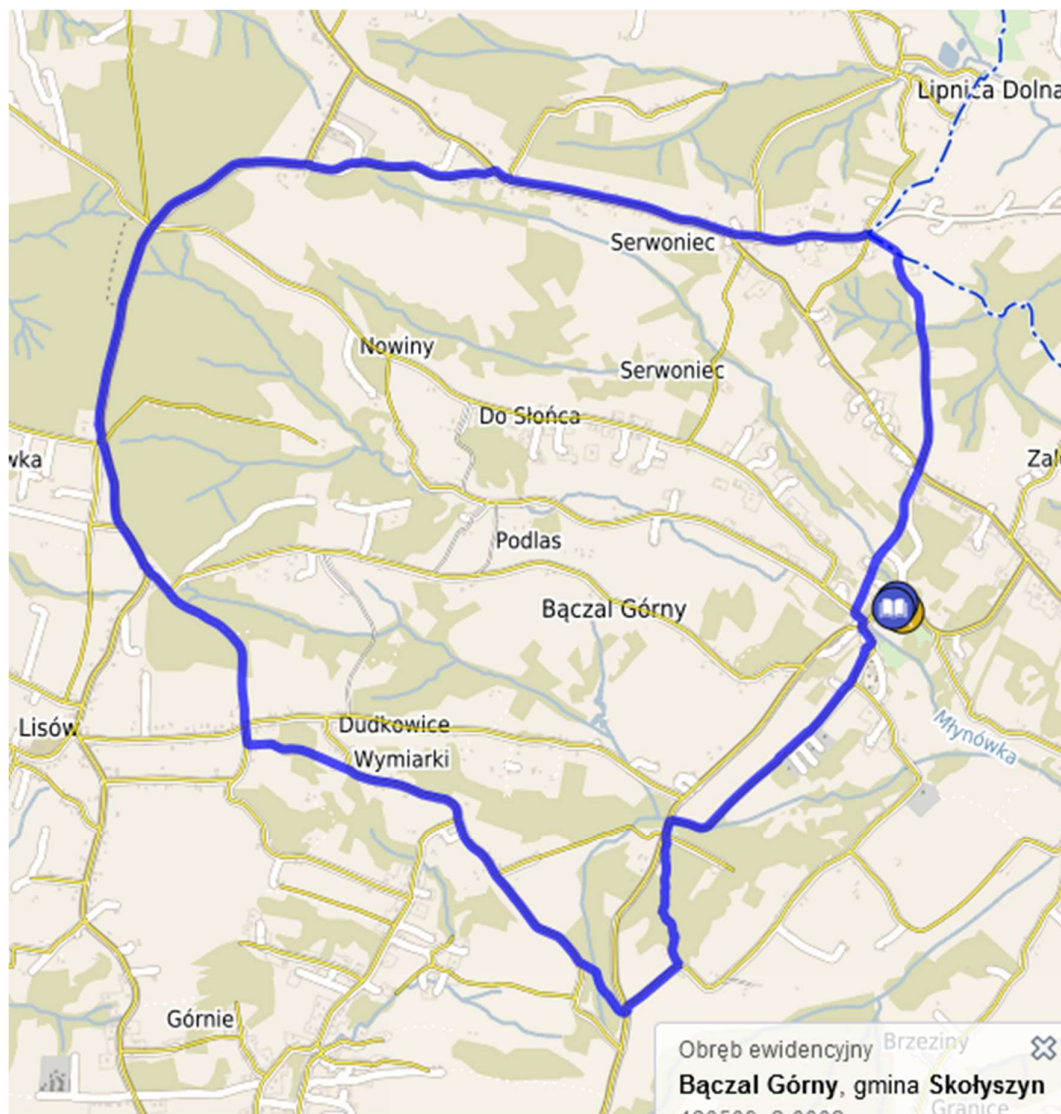 Lipnica Dolna
Serwoniec
Nowiny
Serwoniec
Do Słońca
wka
Zal
Podlas
Bączal Górny
Lisów
Dudkowice
Młynówka
Wymiarki
Górnie
Obręb ewidencyjny
Brzeziny
Bączal Górny, gmina Skołyszyn
Granice